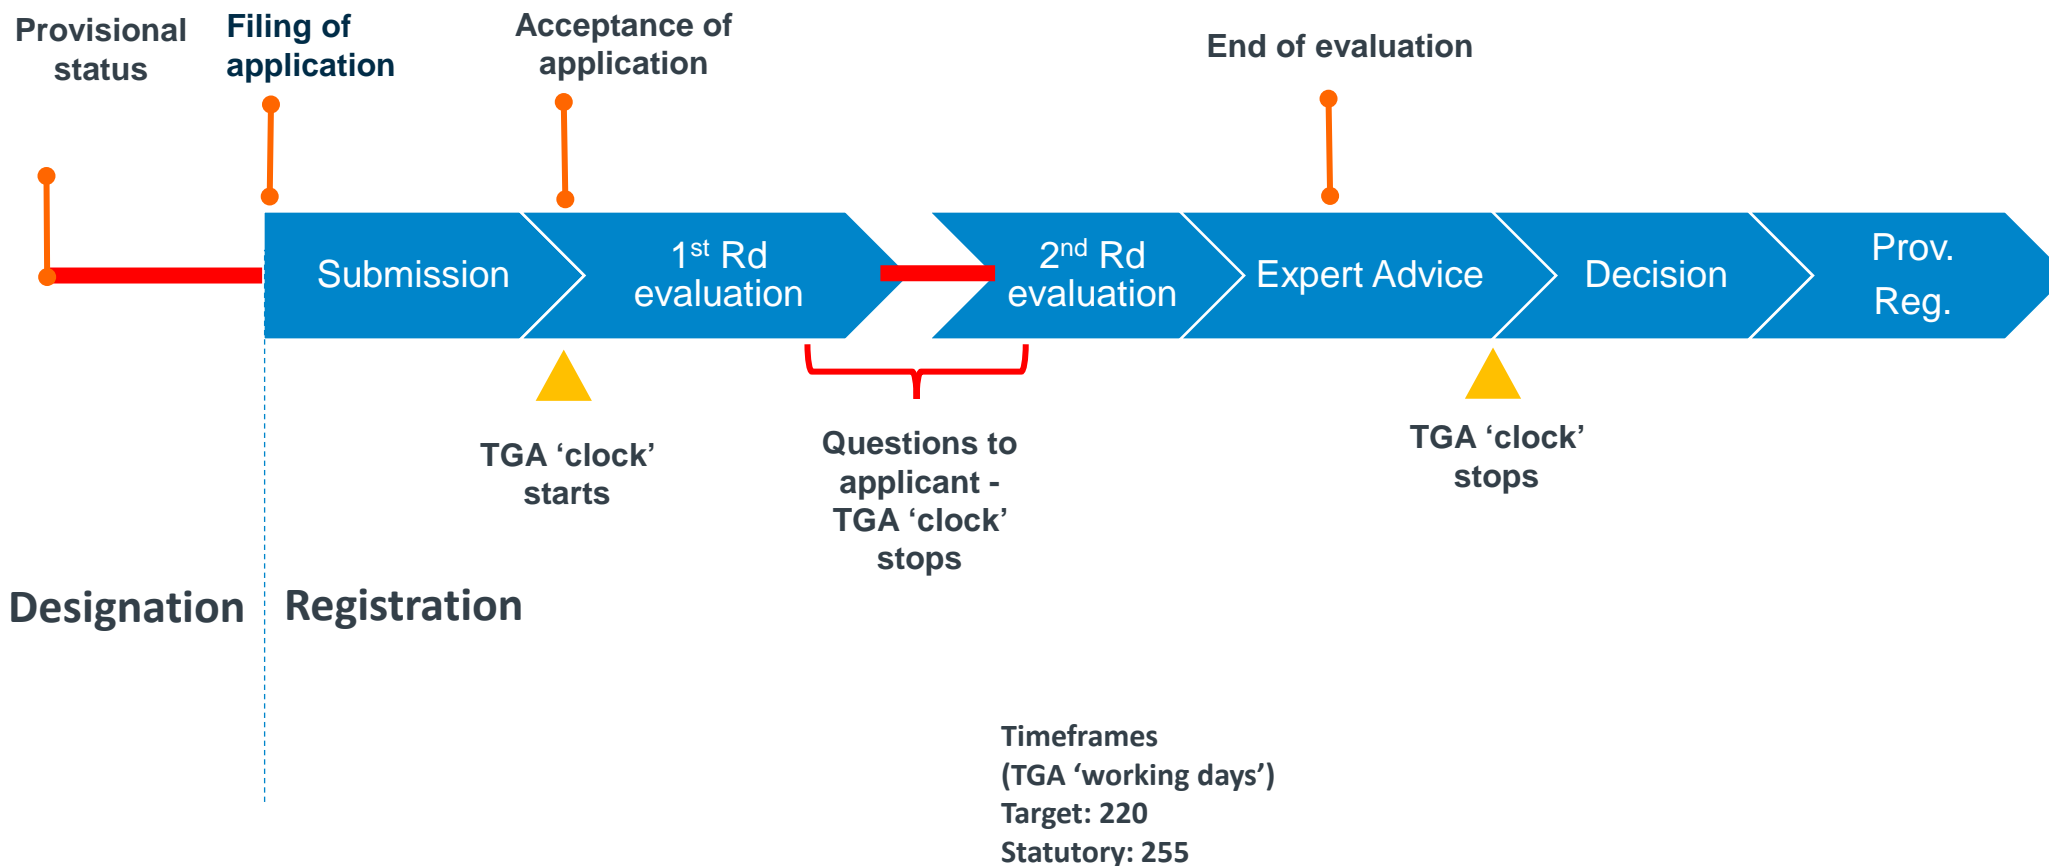 Provisional
status
Filing of
application
Acceptance of
application
End of evaluation
Submission
1st Rd
evaluation
2nd Rd
evaluation
Expert Advice
Decision
Prov.
Reg.
TGA ‘clock’
starts
Questions to
applicant -
TGA ‘clock’
stops
TGA ‘clock’
stops
Designation
Registration
Timeframes
(TGA ‘working days’)
Target: 220
Statutory: 255